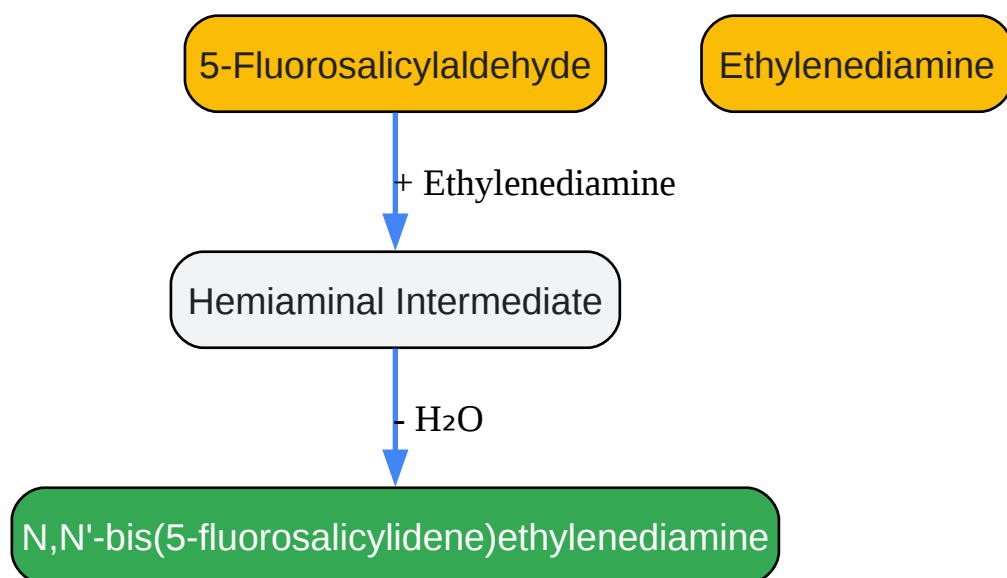 5-Fluorosalicylaldehyde
Ethylenediamine
+ Ethylenediamine
Hemiaminal Intermediate
- H₂O
N,N'-bis(5-fluorosalicylidene)ethylenediamine